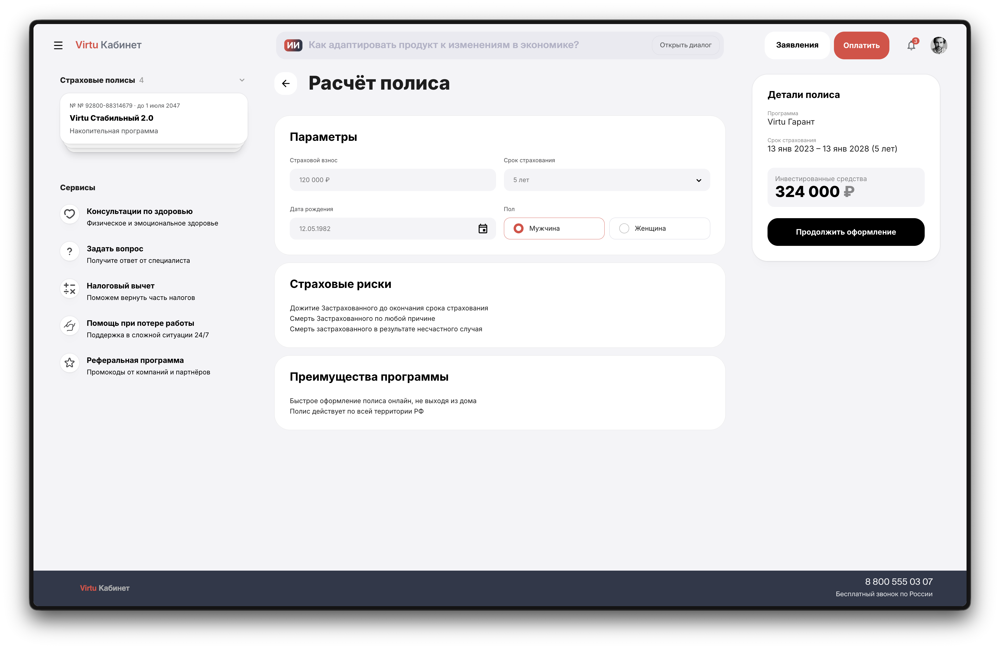 Virtu Кабинет
ИИ Как адаптировать продукт к изменениям в экономике?
Открыть диалог
Заявления
Оплатить
3
Страховые полисы 4
№ № 92800-88314679 · до 1 июля 2047
Virtu Стабильный 2.0
Накопительная программа
Сервисы
Консультации по здоровью
Физическое и эмоциональное здоровье
?
Задать вопрос
Получите ответ от специалиста
Налоговый вычет
Поможем вернуть часть налогов
Помощь при потере работы
Поддержка в сложной ситуации 24/7
Реферальная программа
Промокоды от компаний и партнёров
Расчёт полиса
Параметры
Страховой взнос
120 000 ₽
Срок страхования
5 лет
Дата рождения
12.05.1982
Пол
Мужчина
Женщина
Страховые риски
Дожитие Застрахованного до окончания срока страхования
Смерть Застрахованного по любой причине
Смерть застрахованного в результате несчастного случая
Преимущества программы
Быстрое оформление полиса онлайн, не выходя из дома
Полис действует по всей территории РФ
Детали полиса
Программа
Virtu Гарант
Срок страхования
13 янв 2023 – 13 янв 2028 (5 лет)
Инвестированные средства
324 000 ₽
Продолжить оформление
Virtu Кабинет
8 800 555 03 07
Бесплатный звонок по России